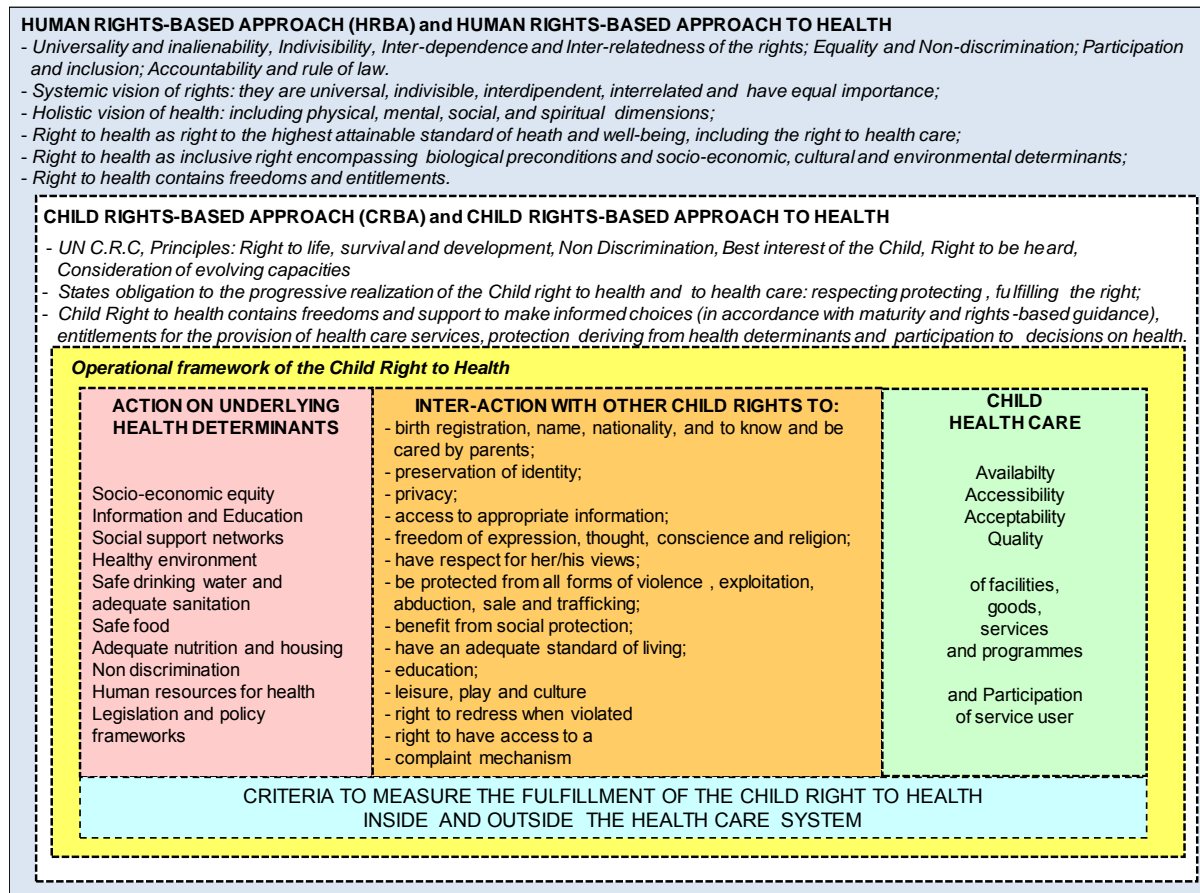 HUMAN RIGHTS-BASED APPROACH (HRBA) and HUMAN RIGHTS-BASED APPROACH TO HEALTH
- Universality and inalienability, Indivisibility, Inter-dependence and Inter-relatedness of the rights; Equality and Non-discrimination; Participation
and inclusion; Accountability and rule of law.
- Systemic vision of rights: they are universal, indivisible, interdipendent, interrelated and have equal importance;
- Holistic vision of health: including physical, mental, social, and spiritual dimensions;
- Right to health as right to the highest attainable standard of heath and well-being, including the right to health care;
- Right to health as inclusive right encompassing biological preconditions and socio-economic, cultural and environmental determinants;
- Right to health contains freedoms and entitlements.
CHILD RIGHTS-BASED APPROACH (CRBA) and CHILD RIGHTS-BASED APPROACH TO HEALTH
- UN C.R.C, Principles: Right to life, survival and development, Non Discrimination, Best interest of the Child, Right to be heard,
Consideration of evolving capacities
- States obligation to the progressive realization of the Child right to health and to health care: respecting protecting , fulfilling the right;
- Child Right to health contains freedoms and support to make informed choices (in accordance with maturity and rights-based guidance),
entitlements for the provision of health care services, protection deriving from health determinants and participation to decisions on health.
Operational framework of the Child Right to Health
ACTION ON UNDERLYING
HEALTH DETERMINANTS
Socio-economic equity
Information and Education
Social support networks
Healthy environment
Safe drinking water and
adequate sanitation
Safe food
Adequate nutrition and housing
Non discrimination
Human resources for health
Legislation and policy
frameworks
INTER-ACTION WITH OTHER CHILD RIGHTS TO:
- birth registration, name, nationality, and to know and be
cared by parents;
- preservation of identity;
- privacy;
- access to appropriate information;
- freedom of expression, thought, conscience and religion;
- have respect for her/his views;
- be protected from all forms of violence , exploitation,
abduction, sale and trafficking;
- benefit from social protection;
- have an adequate standard of living;
- education;
- leisure, play and culture
- right to redress when violated
- right to have access to a
- complaint mechanism
CHILD
HEALTH CARE
Availabilty
Accessibility
Acceptability
Quality
of facilities,
goods,
services
and programmes
and Participation
of service user
CRITERIA TO MEASURE THE FULFILLMENT OF THE CHILD RIGHT TO HEALTH
INSIDE AND OUTSIDE THE HEALTH CARE SYSTEM